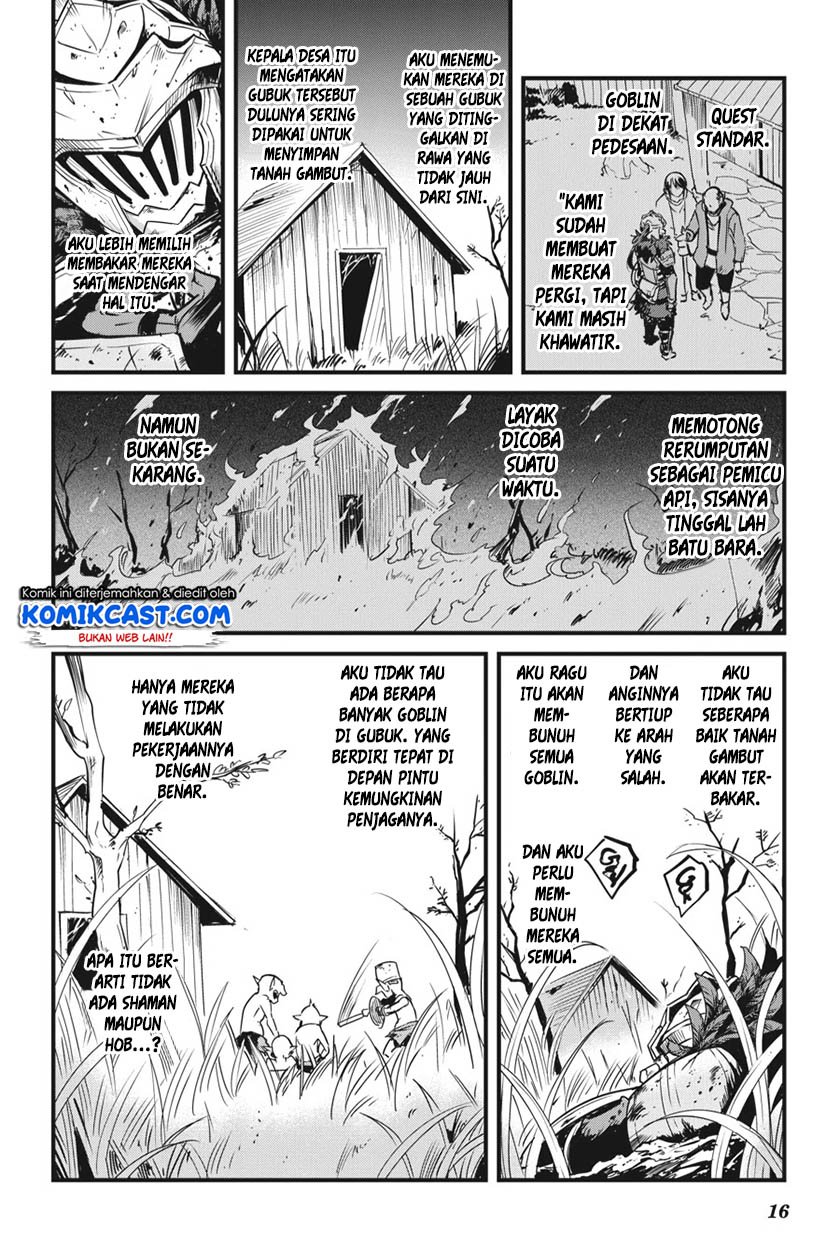 QUEST
STANDAR.
GOBLIN
DI DEKAT
PEDESAAN.
"KAMI
SUDAH
MEMBUAT
MEREKA
PERGI, TAPI
KAMI MASIH
KHAWATIR.
AKU MENEMU-
KAN MEREKA DI
SEBUAH GUBUK
YANG DITING-
GALKAN DI
RAWA YANG
TIDAK JAUH
DARI SINI.
KEPALA DESA ITU
MENGATAKAN
GUBUK TERSEBUT
DULUNYA SERING
DIPAKAI UNTUK
MENYIMPAN
TANAH GAMBUT.
AKU LEBIH MEMILIH
MEMBAKAR MEREKA
SAAT MENDENGAR
HAL ITU.
MEMOTONG
RERUMPUTAN
SEBAGAI PEMICU
API, SISANYA
TINGGAL LAH
BATU BARA.
LAYAK
DICOBA
SUATU
WAKTU.
NAMUN
BUKAN SE-
KARANG.
Komik ini diterjemahkan & diedit oleh
KOMIKCAST.COM
BUKAN WEB LAIN!!
AKU
TIDAK TAU
SEBERAPA
BAIK TANAH
GAMBUT
AKAN TER-
BAKAR.
DAN
ANGINNYA
BERTIUP
KE ARAH
YANG
SALAH.
AKU RAGU
ITU AKAN
MEM-
BUNUH
SEMUA
GOBLIN.
DAN AKU
PERLU
MEM-
BUNUH
MEREKA
SEMUA.
AKU TIDAK TAU
ADA BERAPA
BANYAK GOBLIN
DI GUBUK. YANG
BERDIRI TEPAT DI
DEPAN PINTU
KEMUNGKINAN
PENJAGANYA.
HANYA MEREKA
YANG TIDAK
MELAKUKAN
PEKERJAANNYA
DENGAN
BENAR.
APA ITU BER-
ARTI TIDAK
ADA SHAMAN
MAUPUN
HOB...?
16